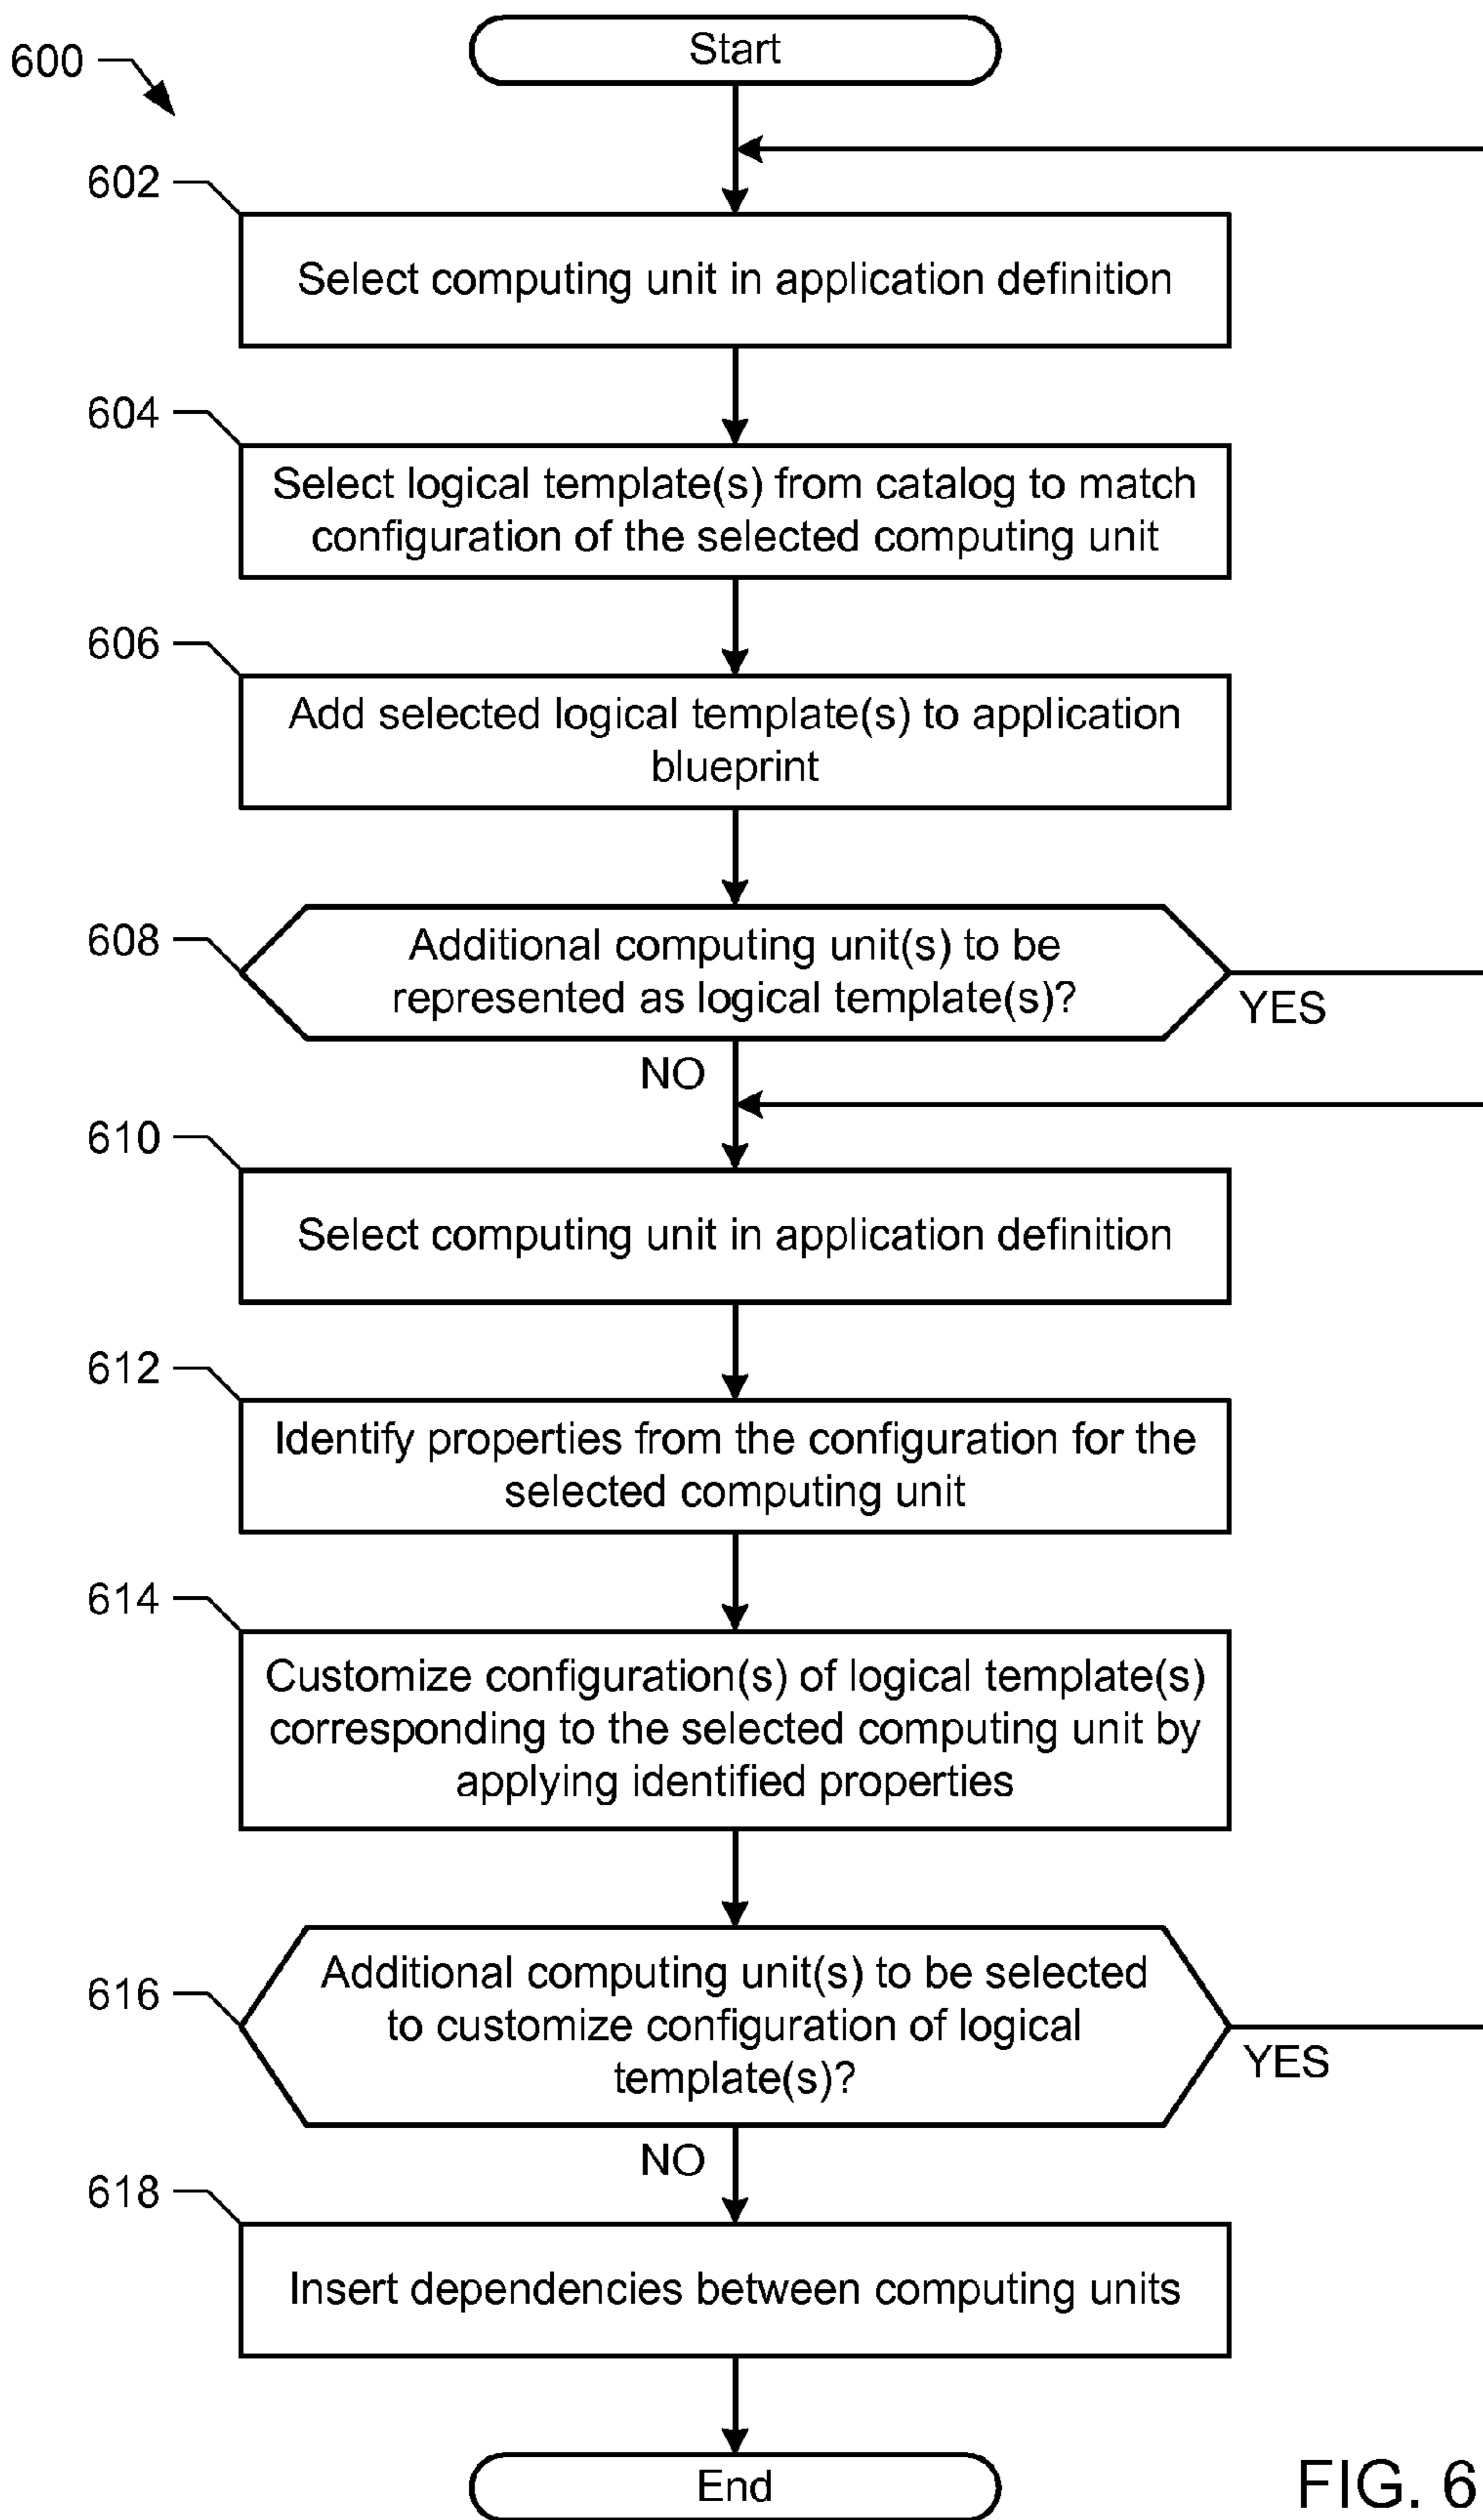 Start
600
602
Select computing unit in application definition
604
Select logical template(s) from catalog to match
configuration of the selected computing unit
606
Add selected logical template(s) to application
blueprint
608
Additional computing unit(s) to be
represented as logical template(s)?
YES
NO
610
Select computing unit in application definition
612
Identify properties from the configuration for the
selected computing unit
614
Customize configuration(s) of logical template(s)
corresponding to the selected computing unit by
applying identified properties
616
Additional computing unit(s) to be selected
to customize configuration of logical
template(s)?
YES
NO
618
Insert dependencies between computing units
End
FIG. 6